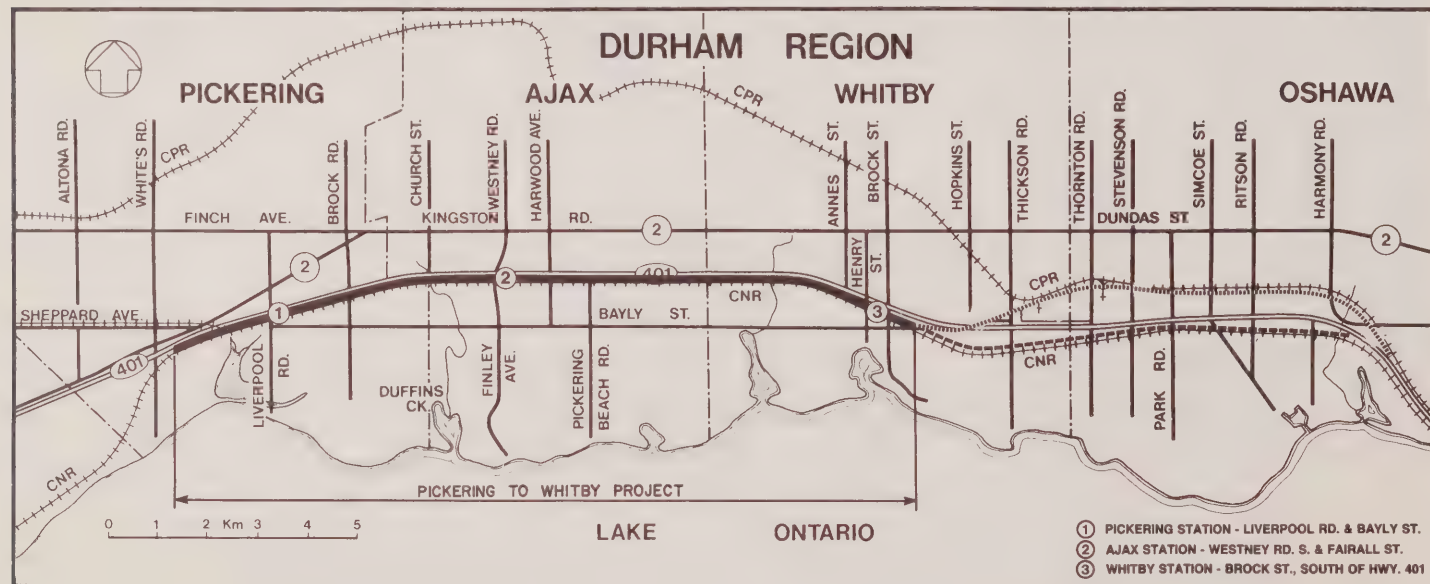 DURHAM REGION
PICKERING
AJAX
WHITBY
OSHAWA
CPR
CPR
ALTONA RD.
WHITE'S RD.
BROCK RD.
CHURCH ST.
WESTNEY RD.
HARWOOD AVE.
ANNES ST.
BROCK ST.
HOPKINS ST.
THICKSON RD.
THORNTON RD.
STEVENSON RD.
SIMCOE ST.
RITSON RD.
HARMONY RD.
FINCH AVE.
KINGSTON RD.
2
DUNDAS ST.
2
2
HENRY ST.
401
2
CNR
CPR
SHEPPARD AVE.
1
BAYLY ST.
3
401
CNR
LIVERPOOL RD.
DUFFINS CK.
FINLEY AVE.
PICKERING BEACH RD.
PARK RD.
CNR
PICKERING TO WHITBY PROJECT
0 1 2 Km 3 4 5
LAKE ONTARIO
1 PICKERING STATION - LIVERPOOL RD. & BAYLY ST.
2 AJAX STATION - WESTNEY RD. S. & FAIRALL ST.
3 WHITBY STATION - BROCK ST., SOUTH OF HWY. 401